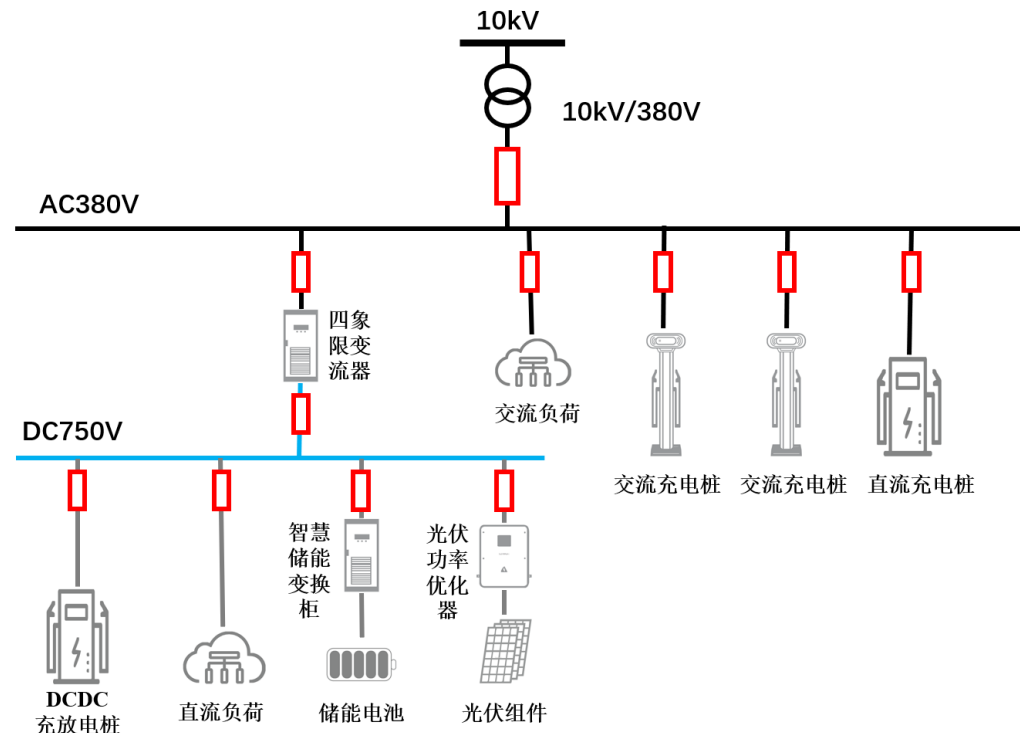 10kV
10kV/380V
AC380V
四象
限变
流器
交流负荷
交流充电桩
交流充电桩
直流充电桩
DC750V
智慧
储能
变换
柜
光伏
功率
优化
器
DCDC
充放电桩
直流负荷
储能电池
光伏组件